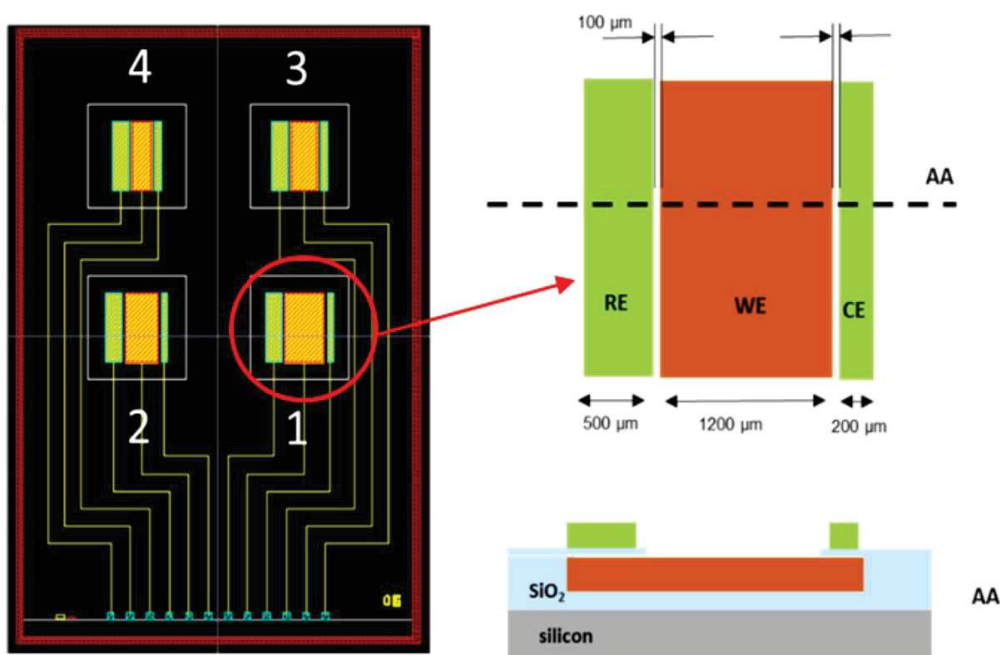 4 3
2 1
06
100 μm
AA
RE WE CE
500 μm 1200 μm 200 μm
SiO₂
AA
silicon